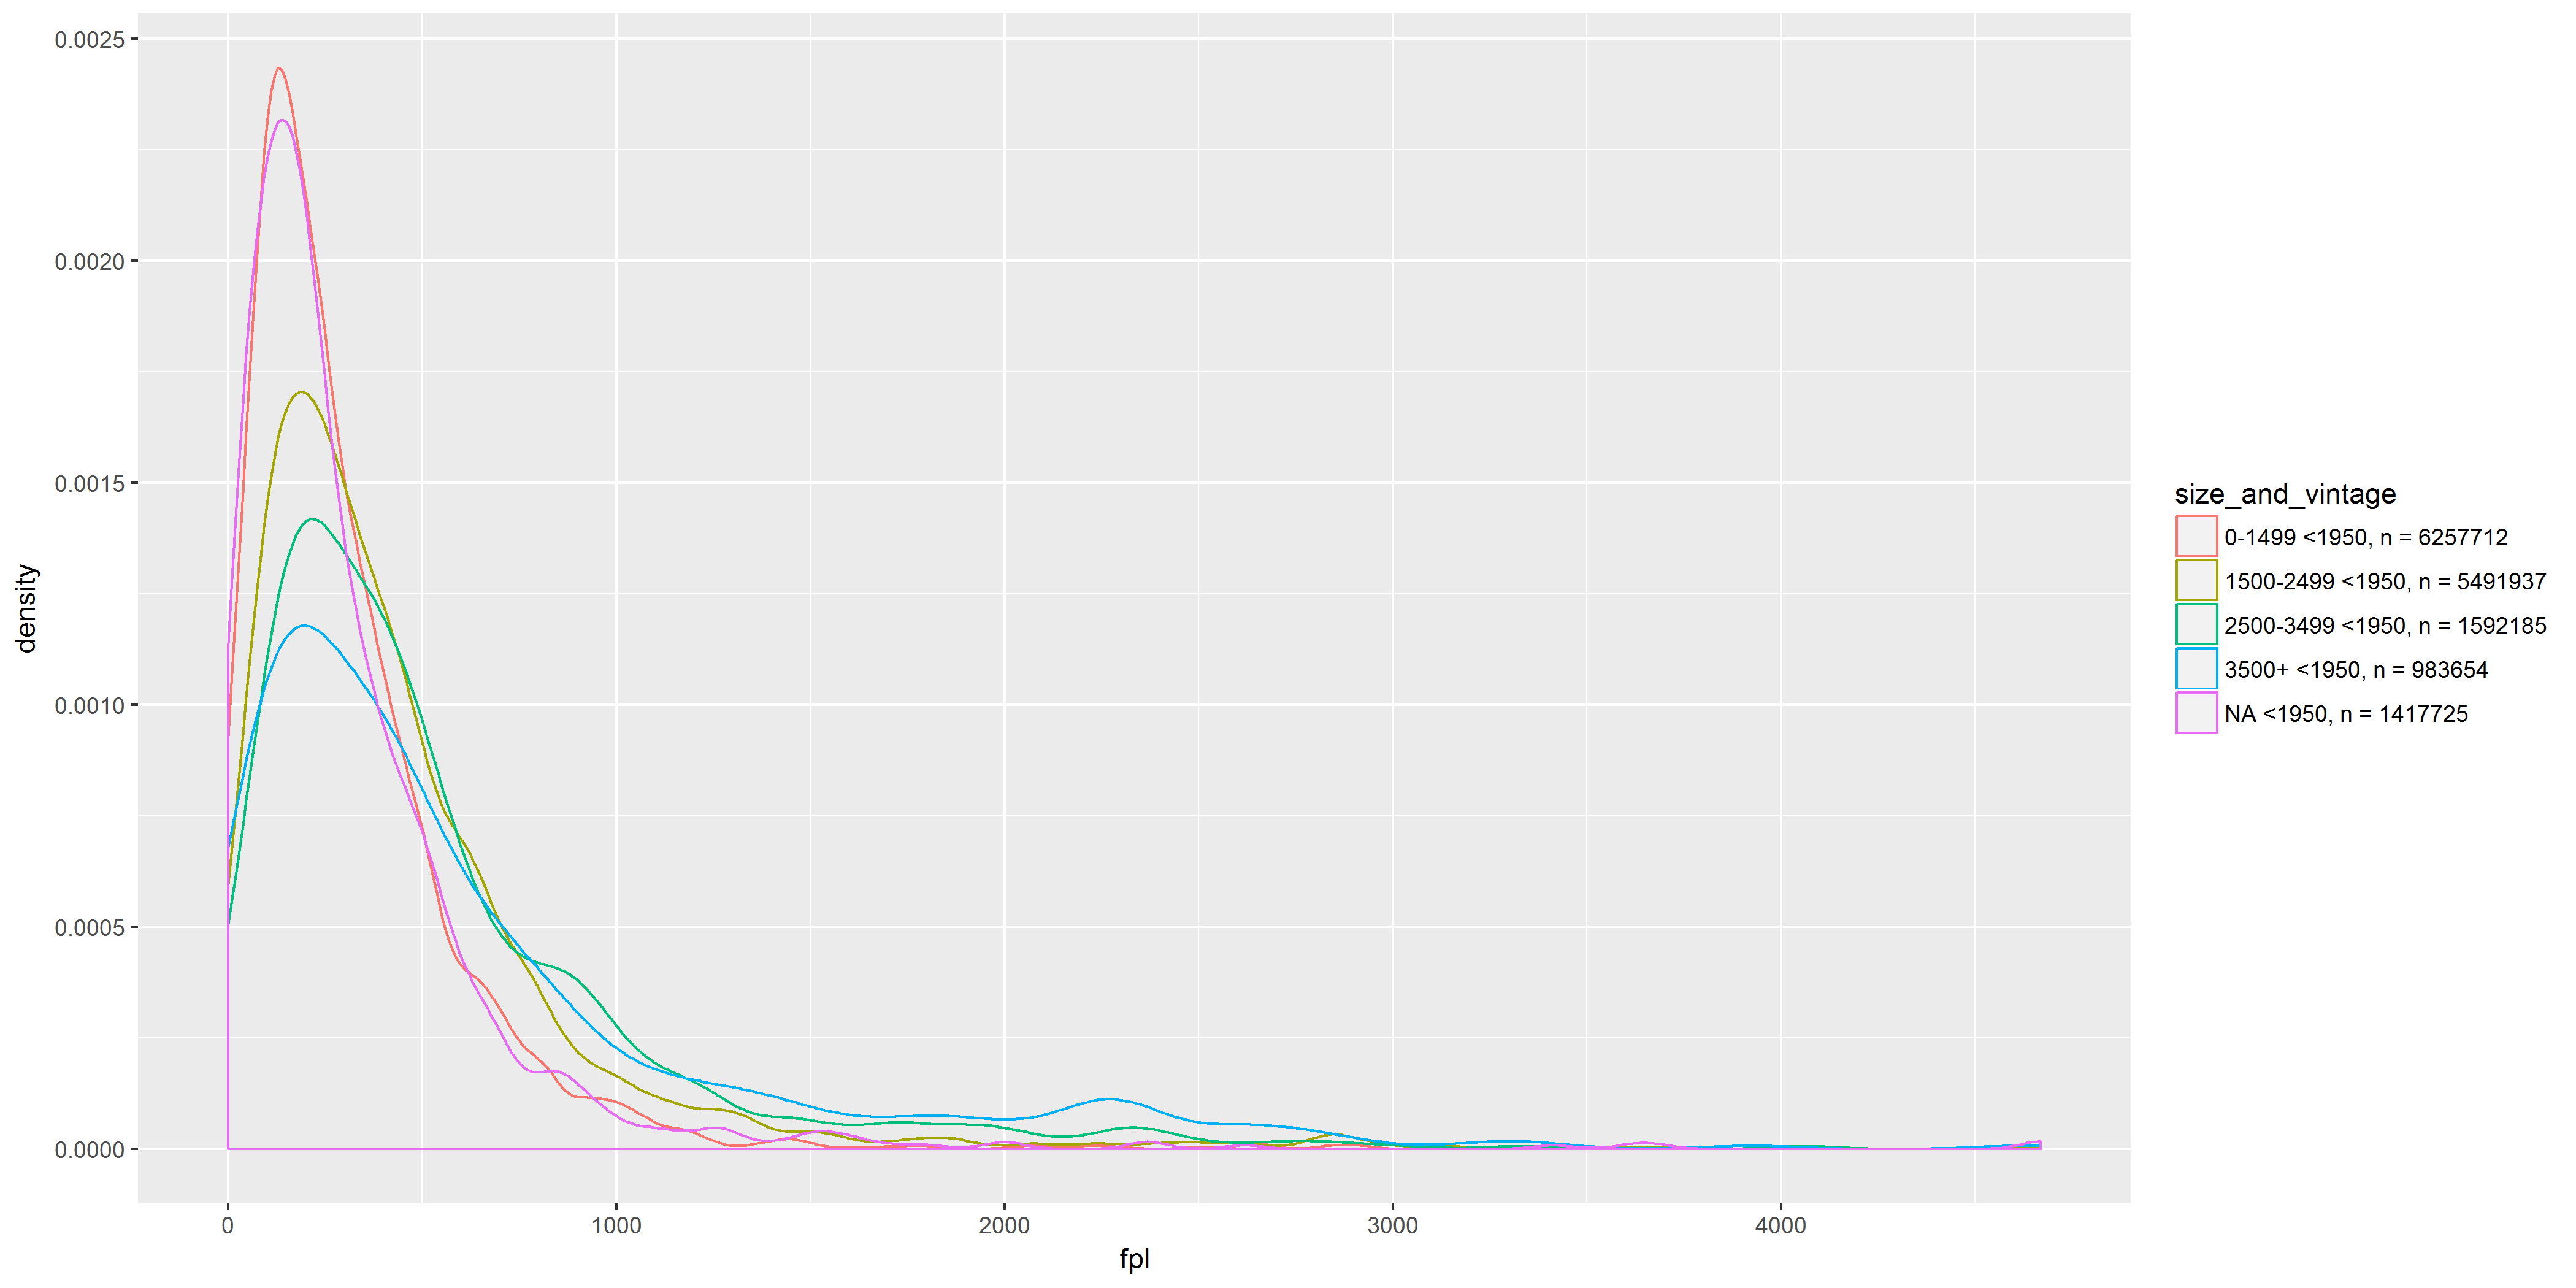 0.0025
0.0020
0.0015
0.0010
0.0005
0.0000
density
0 1000 2000 3000 4000
fpl
size_and_vintage
0-1499 <1950, n = 6257712
1500-2499 <1950, n = 5491937
2500-3499 <1950, n = 1592185
3500+ <1950, n = 983654
NA <1950, n = 1417725